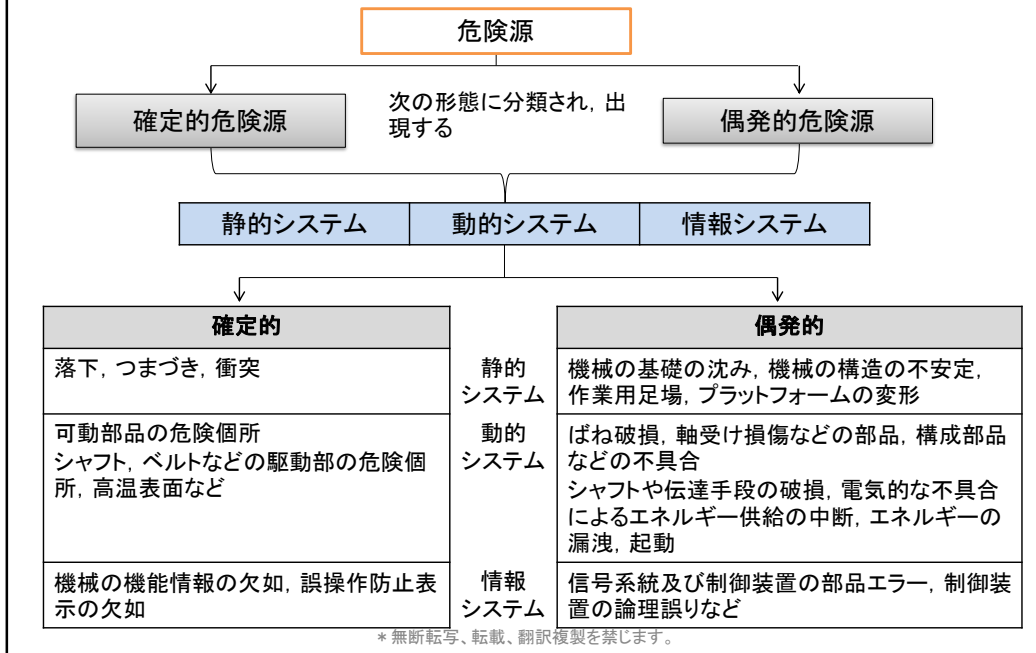 危険源
確定的危険源
次の形態に分類され，出
現する
偶発的危険源
静的システム
動的システム
情報システム
確定的
偶発的
落下，つまづき，衝突
静的
システム
機械の基礎の沈み，機械の構造の不安定，
作業用足場，プラットフォームの変形
可動部品の危険個所
シャフト，ベルトなどの駆動部の危険個
所，高温表面など
動的
システム
ばね破損，軸受け損傷などの部品，構成部品
などの不具合
シャフトや伝達手段の破損，電気的な不具合
によるエネルギー供給の中断，エネルギーの
漏洩，起動
機械の機能情報の欠如，誤操作防止表
示の欠如
情報
システム
信号系統及び制御装置の部品エラー，制御装
置の論理誤りなど
＊無断転写、転載、翻訳複製を禁じます。